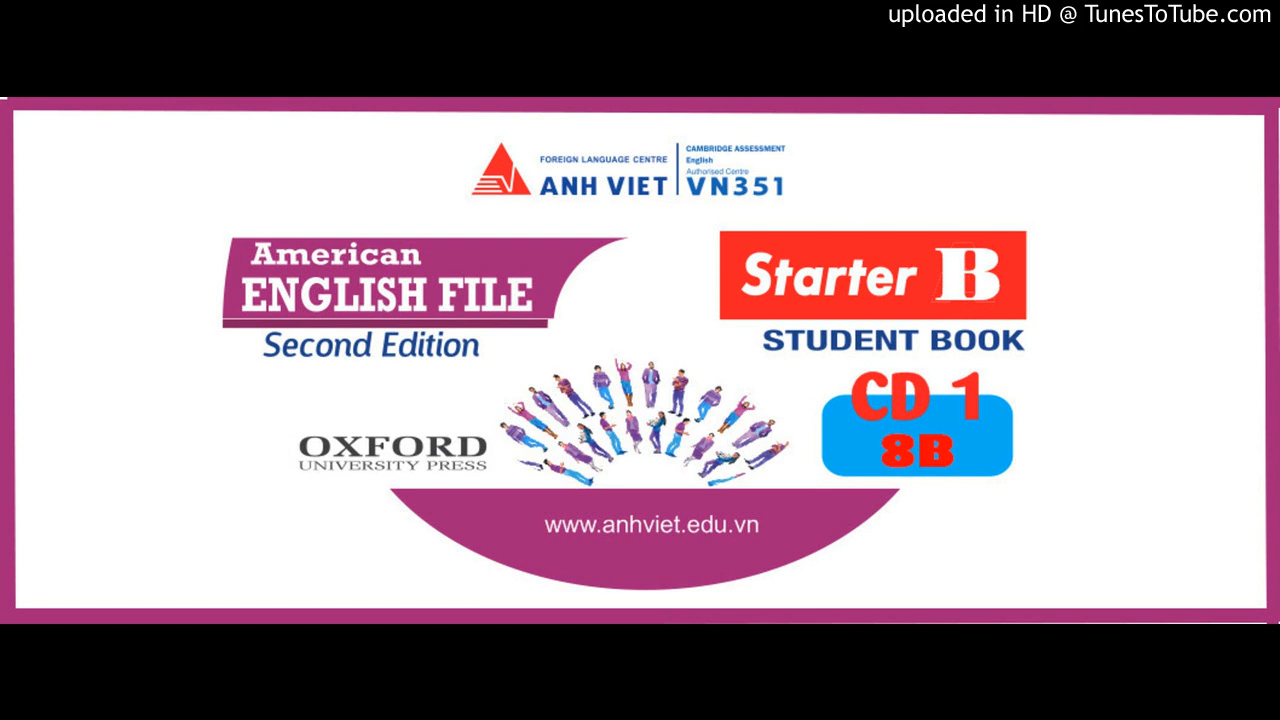 uploaded in HD @ TunesToTube.com
FOREIGN LANGUAGE CENTRE
ANH VIET
CAMBRIDGE ASSESSMENT
English
Authorised Centre
VN351
American
ENGLISH FILE
Second Edition
Starter B
STUDENT BOOK
CD 1
8B
OXFORD
UNIVERSITY PRESS
www.anhviet.edu.vn